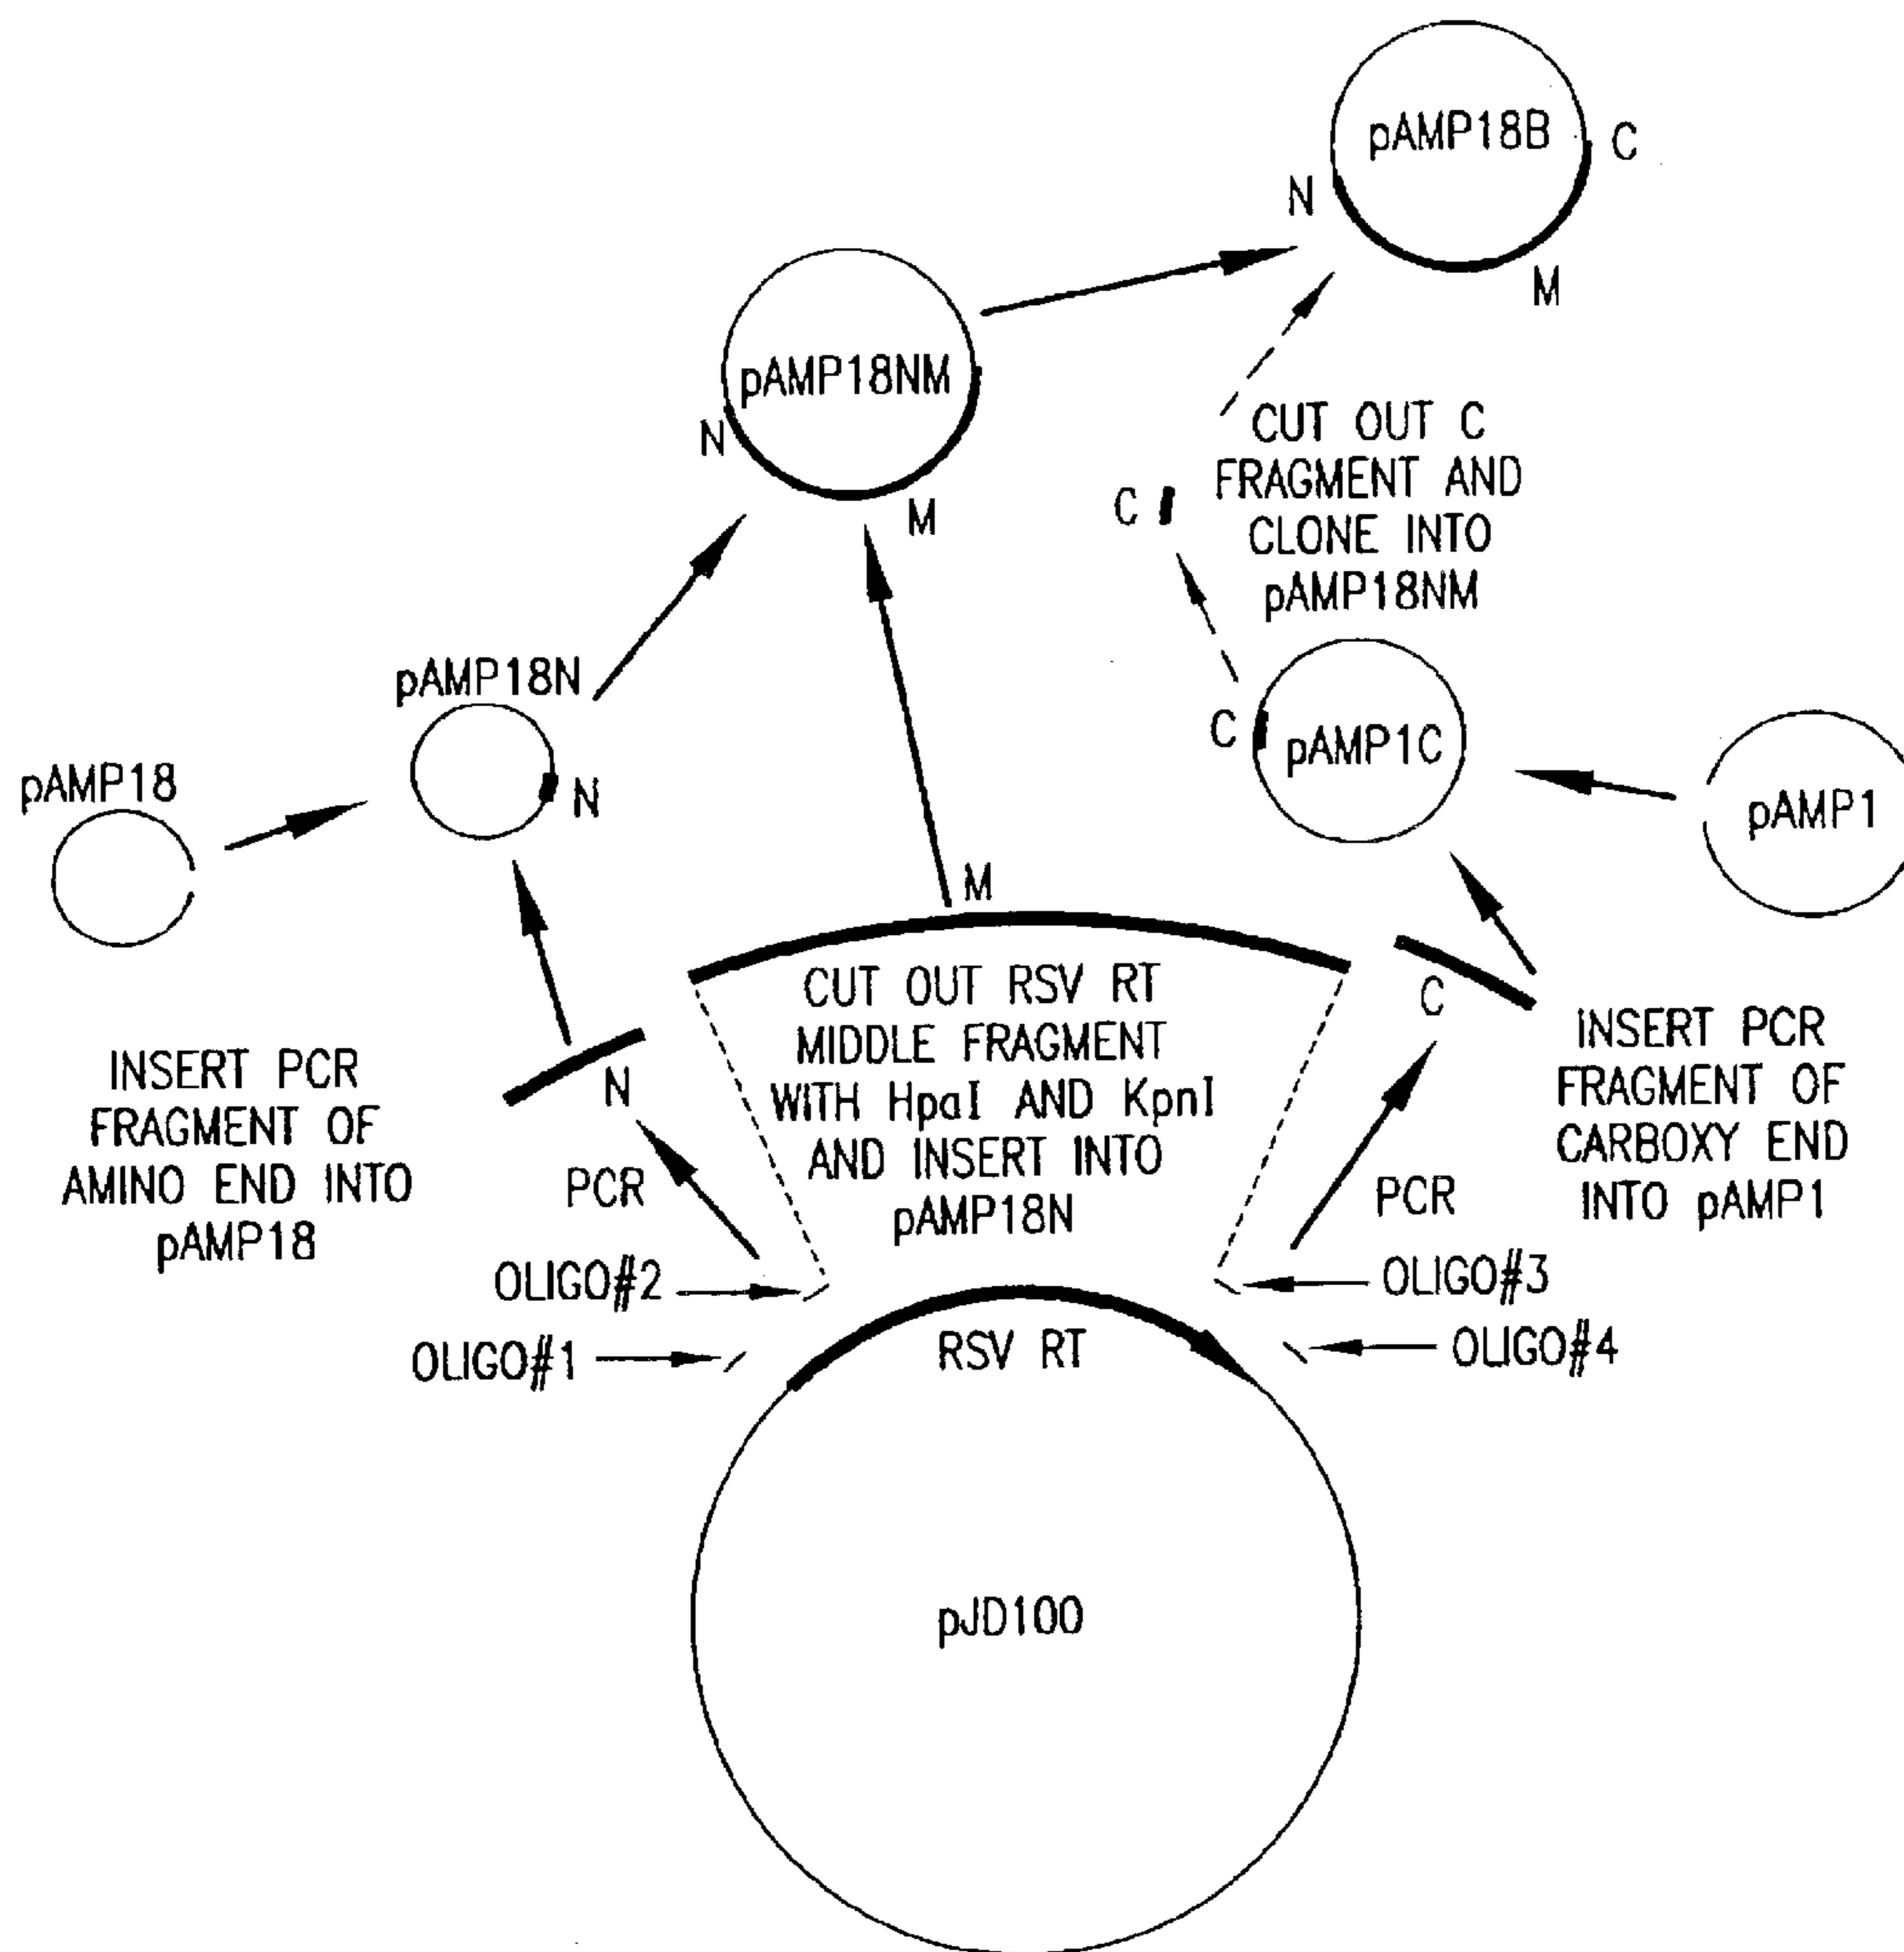 pAMP18B
C
N
M
pAMP18NM
N
M
CUT OUT C
FRAGMENT AND
CLONE INTO
pAMP18NM
C
pAMP18N
N
C
pAMP1C
pAMP18
pAMP1
M
CUT OUT RSV RT
MIDDLE FRAGMENT
WITH HpaI AND KpnI
AND INSERT INTO
pAMP18N
C
INSERT PCR
FRAGMENT OF
CARBOXY END
INTO pAMP1
INSERT PCR
FRAGMENT OF
AMINO END INTO
pAMP18
N
PCR
PCR
OLIGO#2
OLIGO#3
OLIGO#1
RSV RT
OLIGO#4
pJD100